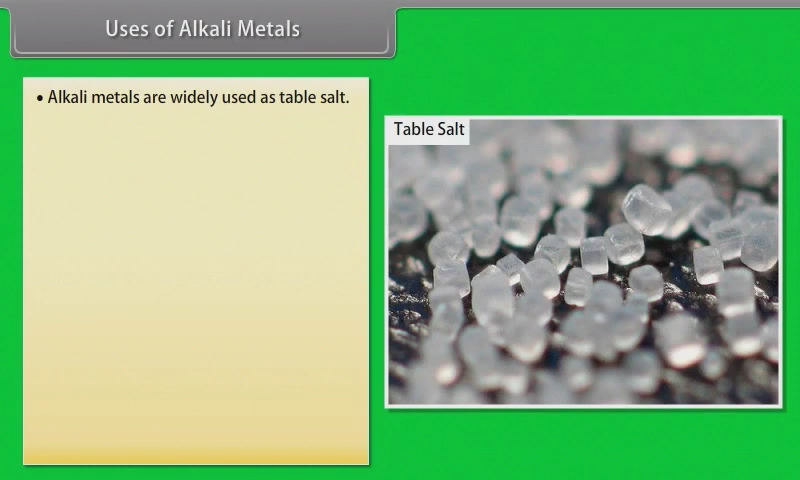 Uses of Alkali Metals
• Alkali metals are widely used as table salt.
Table Salt